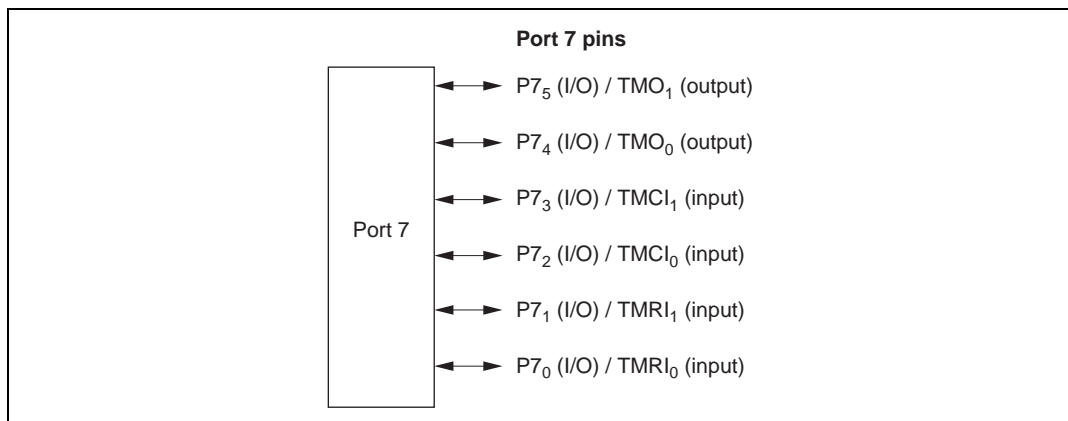 Port 7 pins
P7₅ (I/O) / TMO₁ (output)
P7₄ (I/O) / TMO₀ (output)
P7₃ (I/O) / TMCI₁ (input)
Port 7
P7₂ (I/O) / TMCI₀ (input)
P7₁ (I/O) / TMRI₁ (input)
P7₀ (I/O) / TMRI₀ (input)